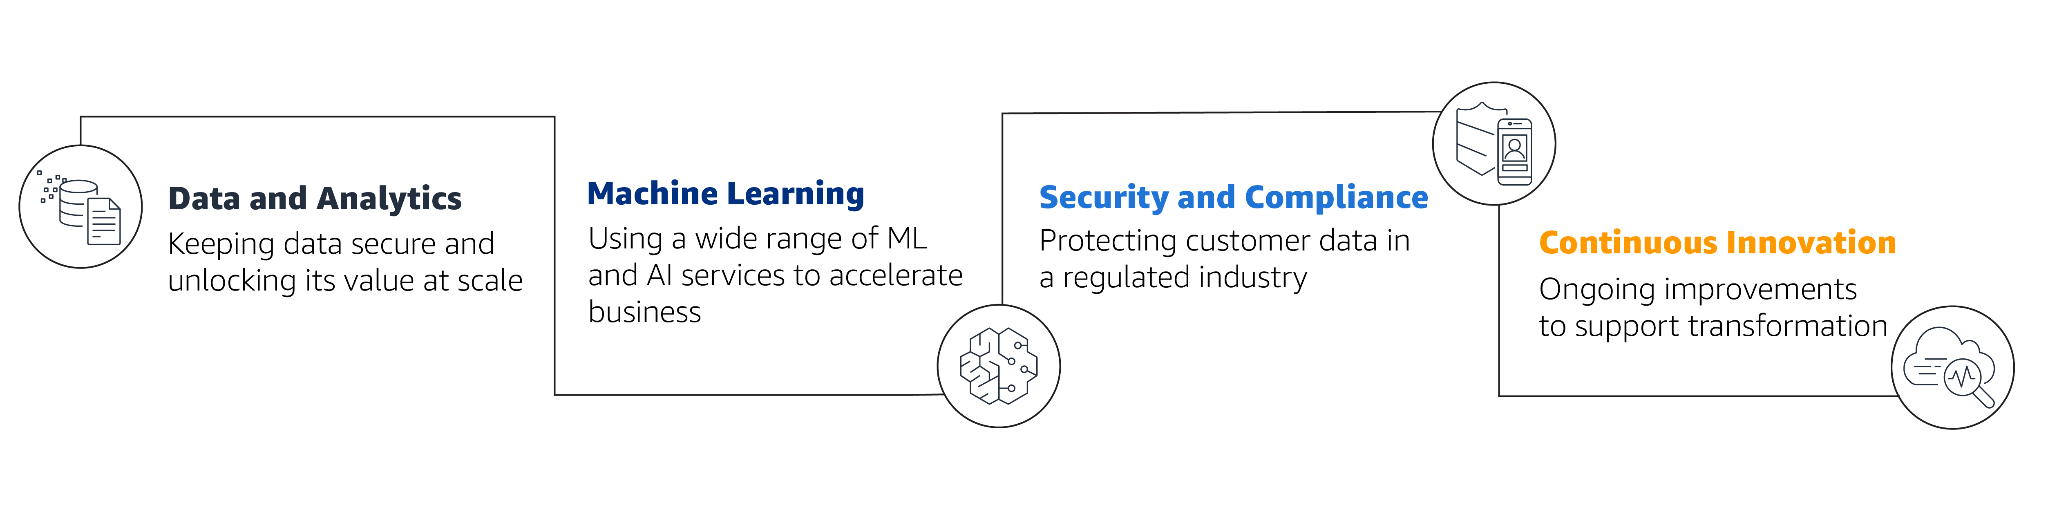 Data and Analytics
Keeping data secure and
unlocking its value at scale
Machine Learning
Using a wide range of ML
and AI services to accelerate
business
Security and Compliance
Protecting customer data in
a regulated industry
Continuous Innovation
Ongoing improvements
to support transformation